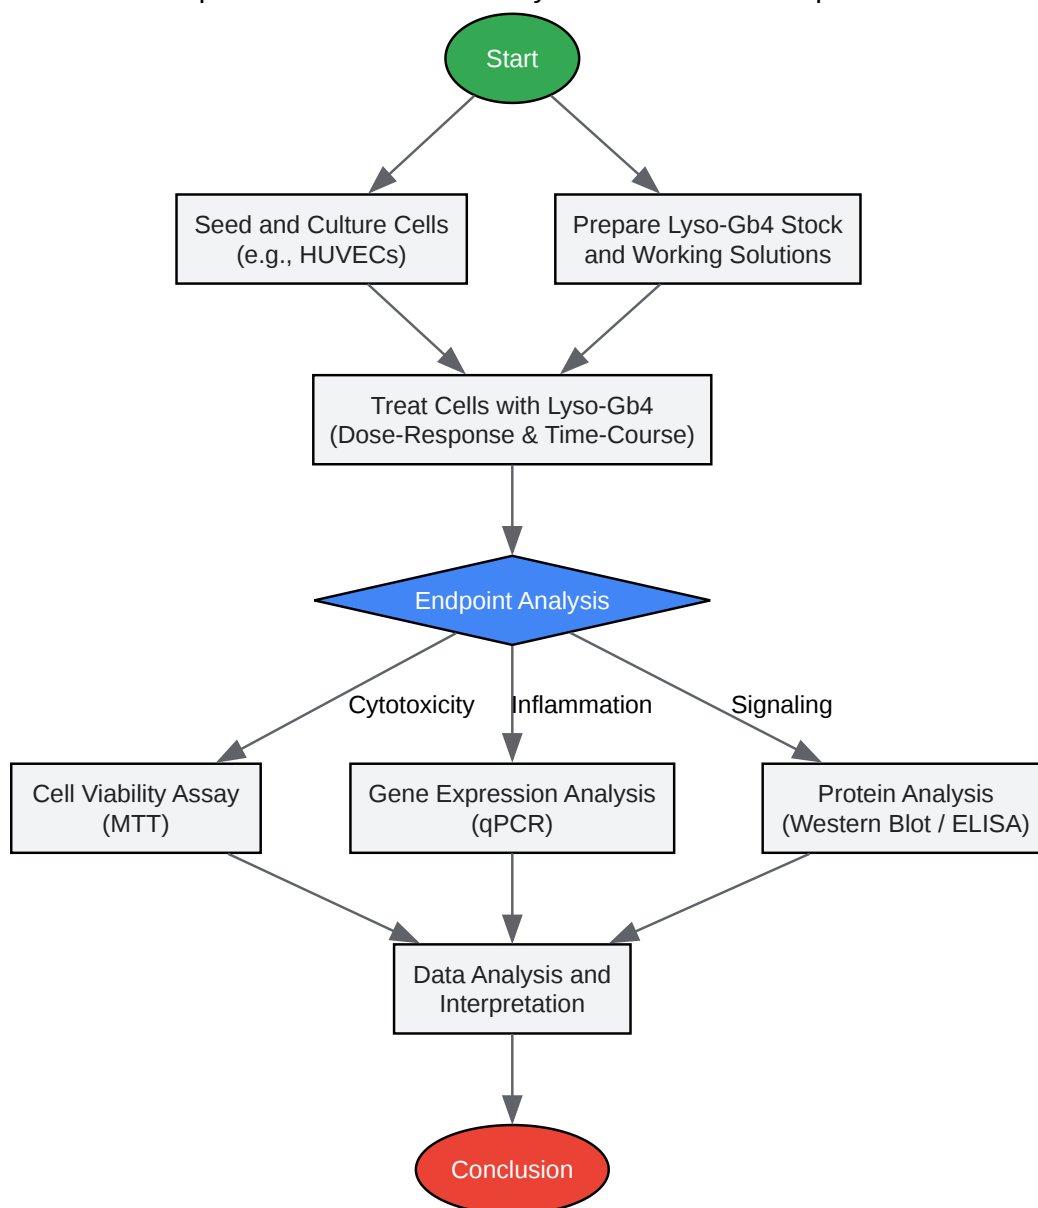 Start
Seed and Culture Cells
(e.g., HUVECs)
Prepare Lyso-Gb4 Stock
and Working Solutions
Treat Cells with Lyso-Gb4
(Dose-Response & Time-Course)
Endpoint Analysis
Cytotoxicity
Inflammation
Signaling
Cell Viability Assay
(MTT)
Gene Expression Analysis
(qPCR)
Protein Analysis
(Western Blot / ELISA)
Data Analysis and
Interpretation
Conclusion